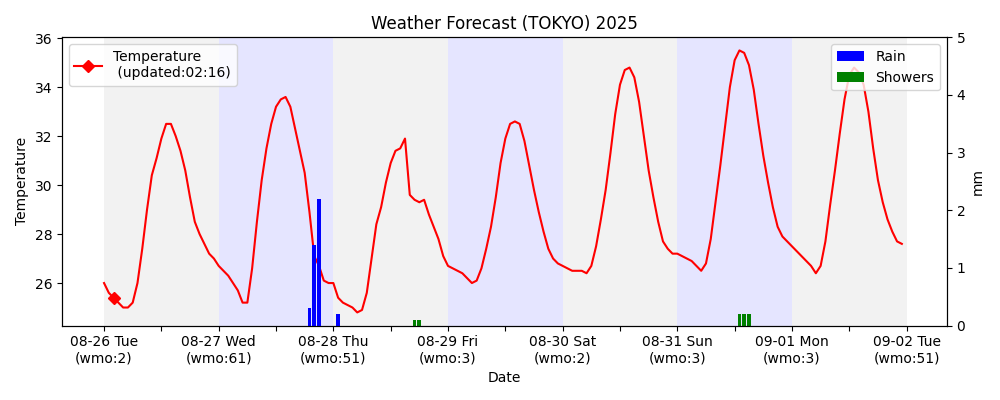 Weather Forecast (TOKYO) 2025
Temperature
(updated:02:16)
Rain
Showers
36
34
32
30
28
26
Temperature
5
4
3
2
1
0
mm
08-26 Tue
(wmo:2)
08-27 Wed
(wmo:61)
08-28 Thu
(wmo:51)
08-29 Fri
(wmo:3)
08-30 Sat
(wmo:2)
08-31 Sun
(wmo:3)
09-01 Mon
(wmo:3)
09-02 Tue
(wmo:51)
Date